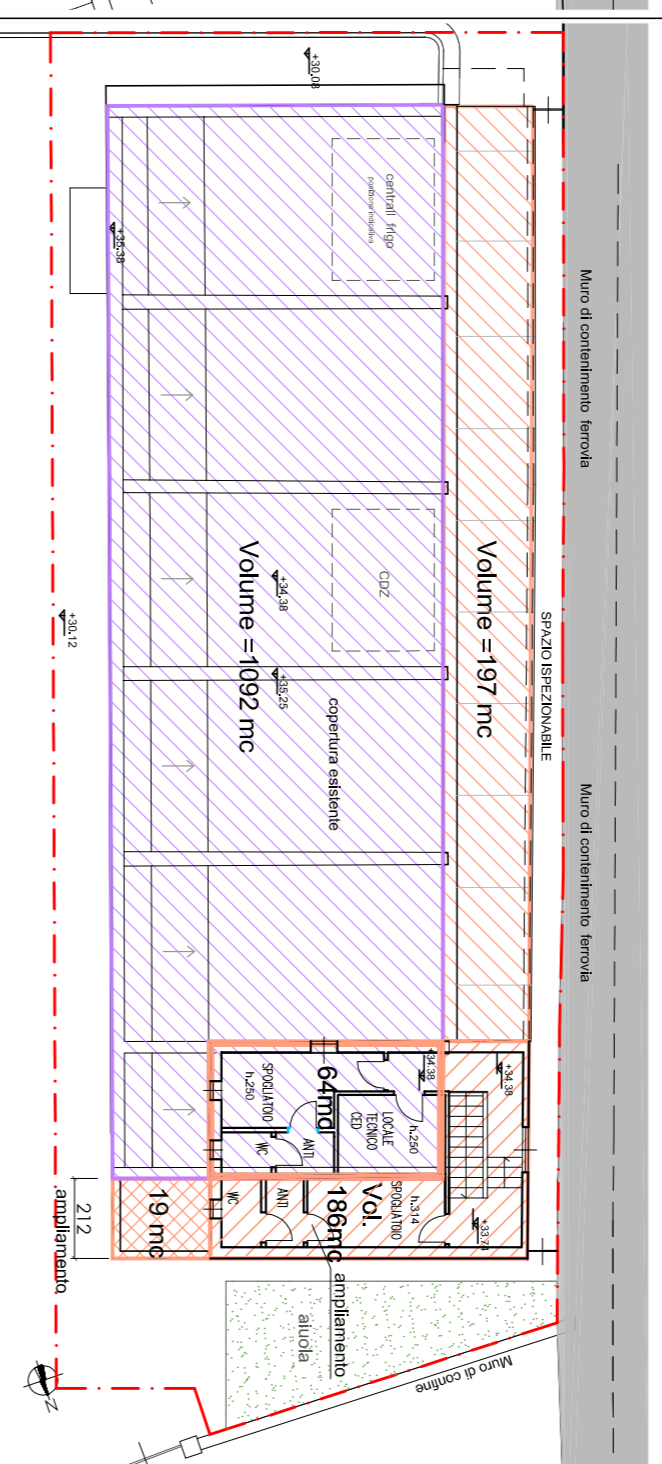 +30.08
Muro di contenimento ferrovia
centrali frigo
posizione indicativa
+35.38
SPAZIO ISPEZIONABILE
Volume =197 mc
CDZ
+34.38
Volume =1092 mc
+30.12
+35.25
copertura esistente
Muro di contenimento ferrovia
+34.38
+34.38
h.250
LOCALE
TECNICO
CED
64mc
SPOGLIATOIO
h.250
ANTI
WC
+33.74
h.314
SPOGLIATOIO
Vol.
186mc
ANTI
WC
19 mc
212
ampliamento
ampliamento
aiuola
Muro di confine
N